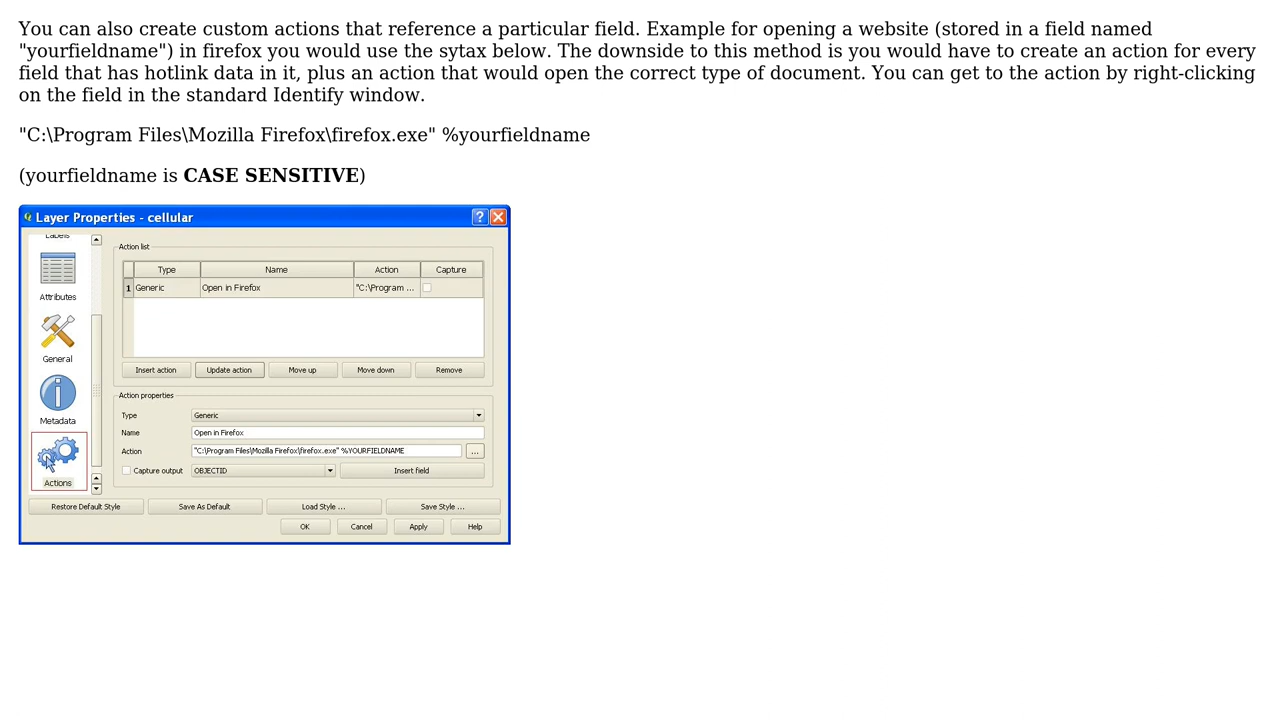 You can also create custom actions that reference a particular field. Example for opening a website (stored in a field named
"yourfieldname") in firefox you would use the sytax below. The downside to this method is you would have to create an action for every
field that has hotlink data in it, plus an action that would open the correct type of document. You can get to the action by right-clicking
on the field in the standard Identify window.
"C:\Program Files\Mozilla Firefox\firefox.exe" %yourfieldname
(yourfieldname is CASE SENSITIVE)
Layer Properties - cellular
Labels
Attributes
General
Metadata
Actions
Action list
Type Name Action Capture
1 Generic Open in Firefox "C:\Program ...
Insert action Update action Move up Move down Remove
Action properties
Type Generic
Name Open in Firefox
Action "C:\Program Files\Mozilla Firefox\firefox.exe" %YOURFIELDNAME ...
Capture output OBJECTID Insert field
Restore Default Style Save As Default Load Style ... Save Style ...
OK Cancel Apply Help